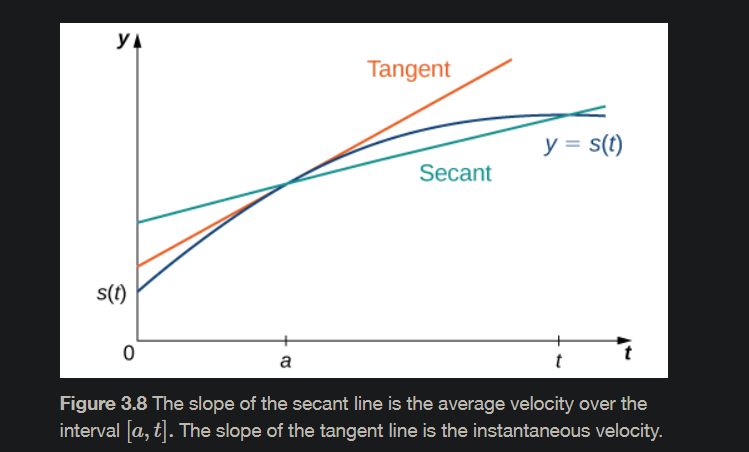 y
Tangent
y = s(t)
Secant
s(t)
0
a
t
t
Figure 3.8 The slope of the secant line is the average velocity over the
interval [a, t]. The slope of the tangent line is the instantaneous velocity.